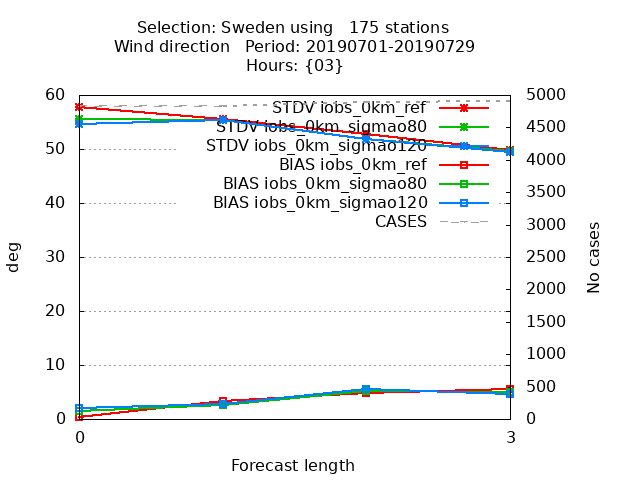 Selection: Sweden using   175 stations
Wind direction   Period: 20190701-20190729
Hours: {03}
60
50
40
30
20
10
0
deg
5000
4500
4000
3500
3000
2500
2000
1500
1000
500
0
No cases
STDV iobs_0km_ref
STDV iobs_0km_sigmao80
STDV iobs_0km_sigmao120
BIAS iobs_0km_ref
BIAS iobs_0km_sigmao80
BIAS iobs_0km_sigmao120
CASES
0
3
Forecast length